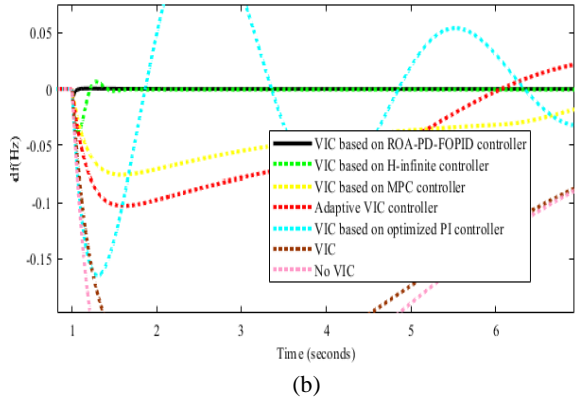 0.05
0
-0.05
-0.1
-0.15
df(Hz)
VIC based on ROA-PD-FOPID controller
VIC based on H-infinite controller
VIC based on MPC controller
Adaptive VIC controller
VIC based on optimized PI controller
VIC
No VIC
1 2 3 4 5 6
Time (seconds)
(b)